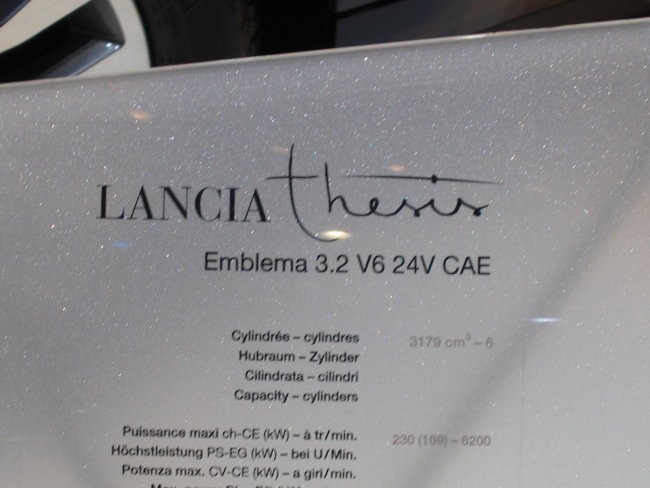 LANCIA thesis
Emblema 3.2 V6 24V CAE
Cylindrée – cylindres 3179 cm³ – 6
Hubraum – Zylinder
Cilindrata – cilindri
Capacity – cylinders
Puissance maxi ch-CE (kW) – à tr/min. 230 (169) – 6200
Höchstleistung PS-EG (kW) – bei U/Min.
Potenza max. CV-CE (kW) – a giri/min.